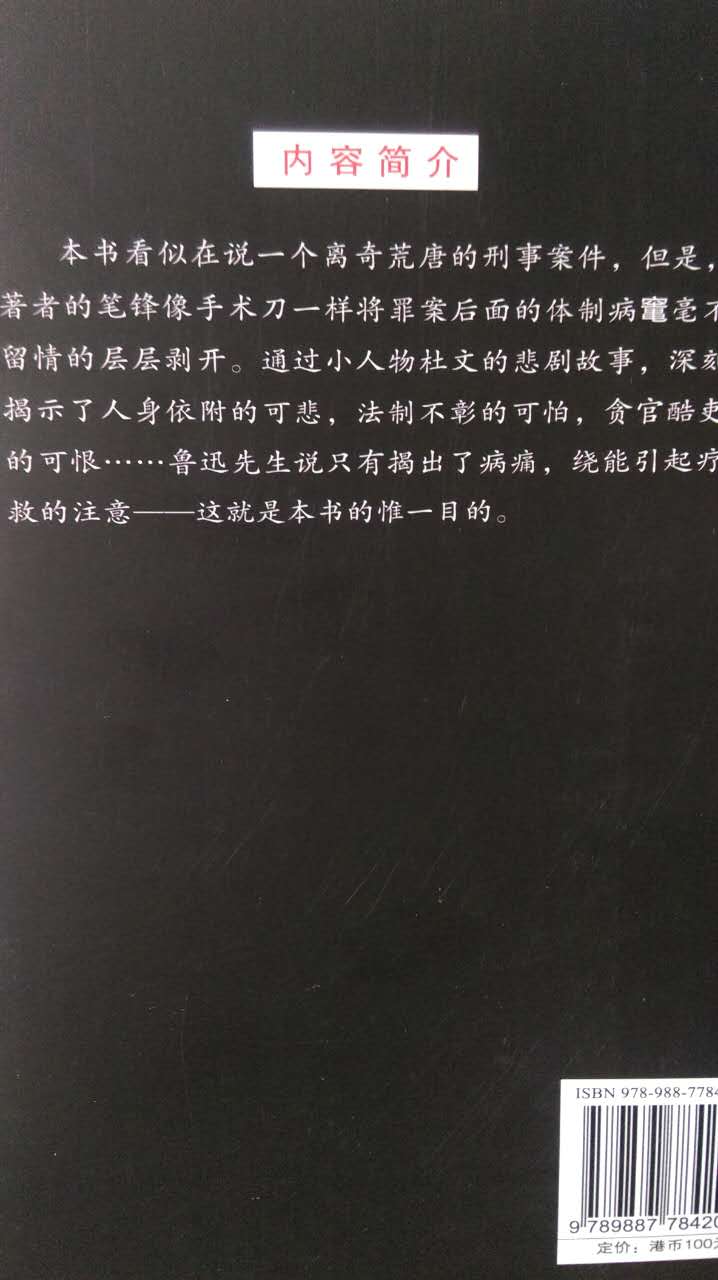 内容简介
本书看似在说一个离奇荒唐的刑事案件，但是，
著者的笔锋像手术刀一样将罪案后面的体制病窀毫不
留情的层层剥开。通过小人物杜文的悲剧故事，深刻
揭示了人身依附的可悲，法制不彰的可怕，贪官酷吏
的可恨……鲁迅先生说只有揭出了病痛，绕能引起疗
救的注意——这就是本书的惟一目的。
ISBN 978-988-7784
9 789887 78420
定价：港币100元